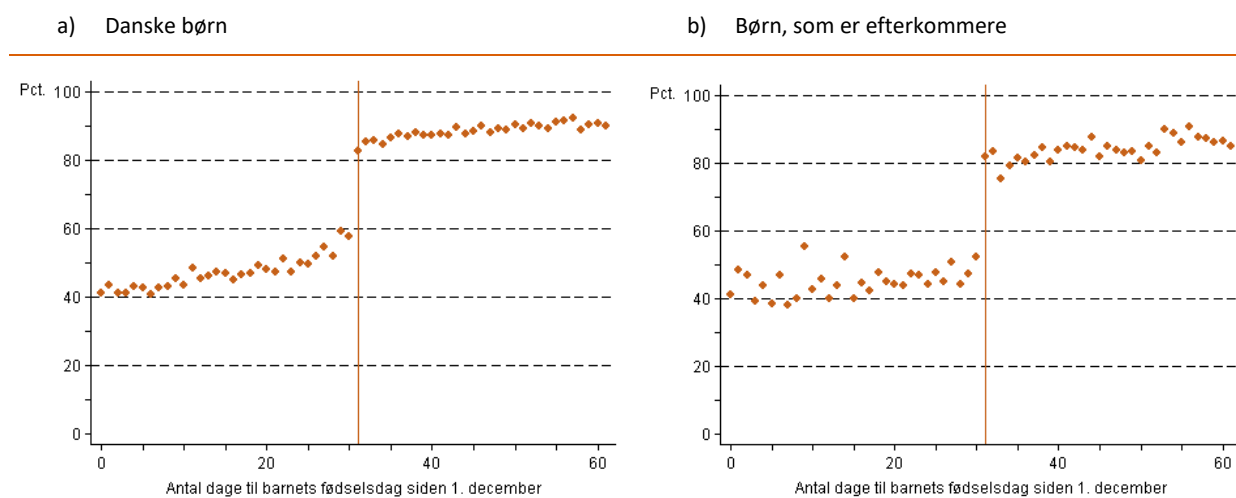 a) Danske børn
b) Børn, som er efterkommere
Pct. 100
80
60
40
20
0
0 20 40 60
Antal dage til barnets fødselsdag siden 1. december
Pct. 100
80
60
40
20
0
0 20 40 60
Antal dage til barnets fødselsdag siden 1. december